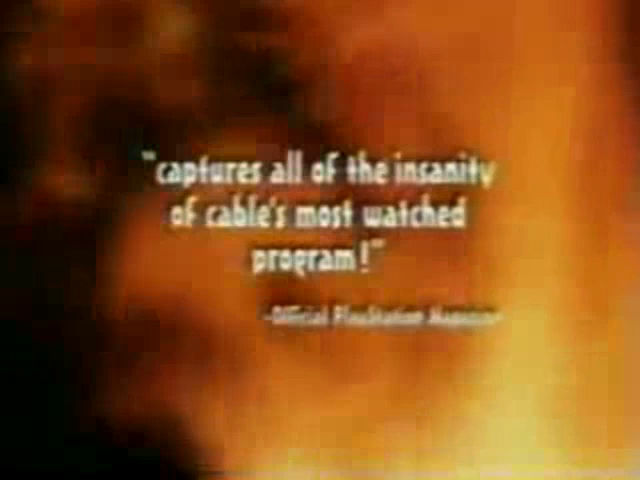 "captures all of the insanity
of cable's most watched
program!"
-Official PlayStation Magazine